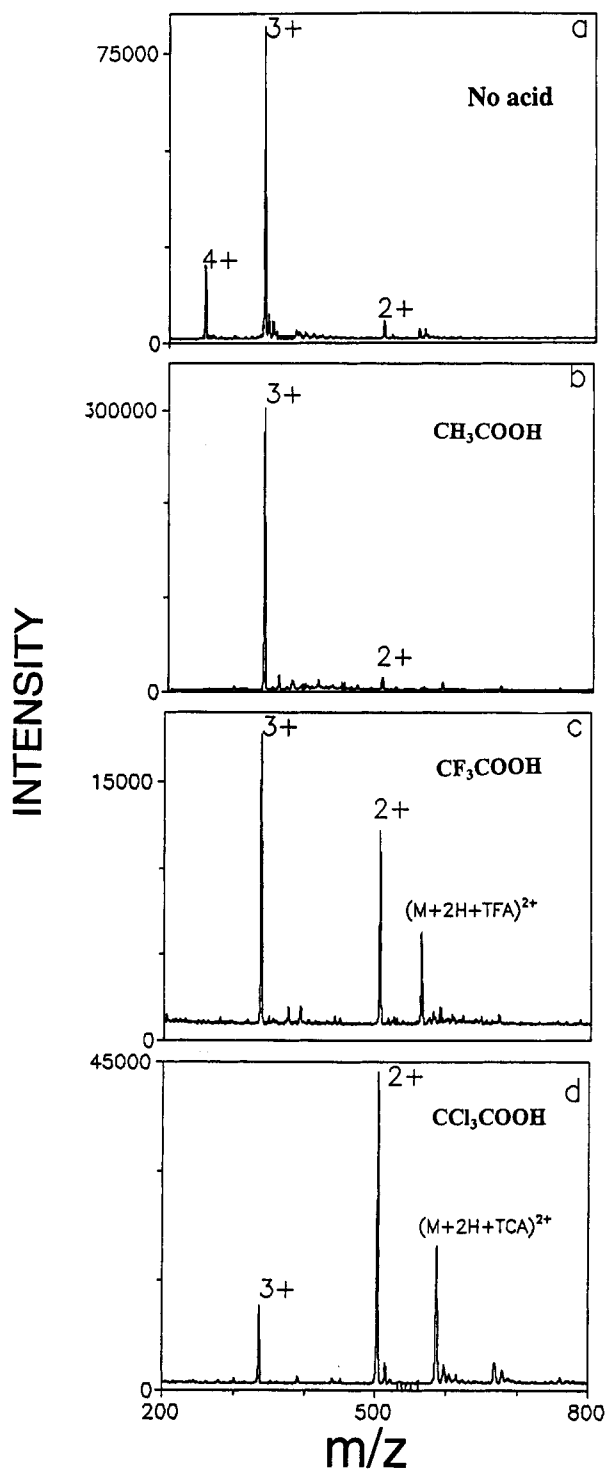 3+
a
75000
No acid
4+
2+
0
b
3+
300000
CH₃COOH
2+
0
c
3+
15000
CF₃COOH
2+
(M+2H+TFA)²⁺
0
45000
2+
d
CCl₃COOH
(M+2H+TCA)²⁺
3+
0
200
500
800
m/z
INTENSITY